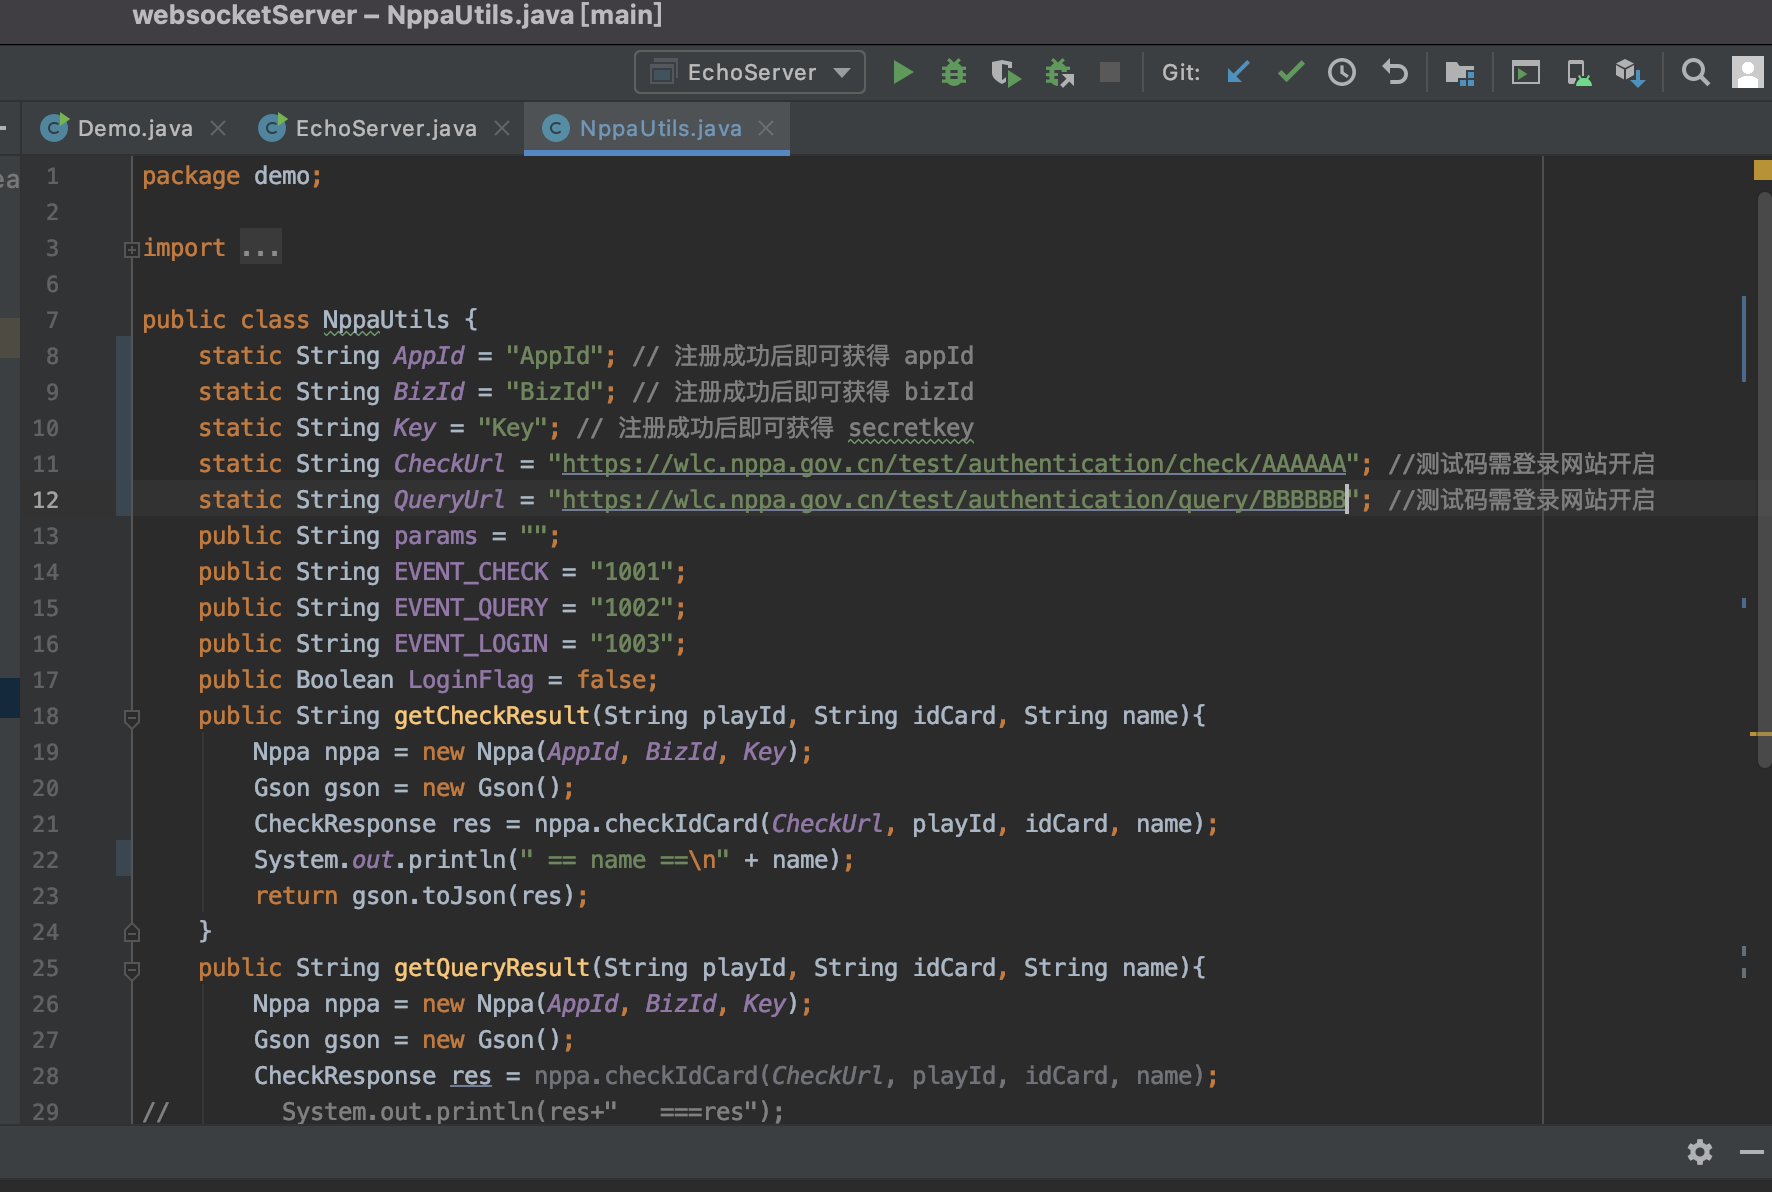 websocketServer – NppaUtils.java [main]
EchoServer
Git:
Demo.java
EchoServer.java
NppaUtils.java
1 package demo;
2
3 import ...
6
7 public class NppaUtils {
8 static String AppId = "AppId"; // 注册成功后即可获得 appId
9 static String BizId = "BizId"; // 注册成功后即可获得 bizId
10 static String Key = "Key"; // 注册成功后即可获得 secretkey
11 static String CheckUrl = "https://wlc.nppa.gov.cn/test/authentication/check/AAAAAA"; //测试码需登录网站开启
12 static String QueryUrl = "https://wlc.nppa.gov.cn/test/authentication/query/BBBBBB"; //测试码需登录网站开启
13 public String params = "";
14 public String EVENT_CHECK = "1001";
15 public String EVENT_QUERY = "1002";
16 public String EVENT_LOGIN = "1003";
17 public Boolean LoginFlag = false;
18 public String getCheckResult(String playId, String idCard, String name){
19 Nppa nppa = new Nppa(AppId, BizId, Key);
20 Gson gson = new Gson();
21 CheckResponse res = nppa.checkIdCard(CheckUrl, playId, idCard, name);
22 System.out.println(" == name ==\n" + name);
23 return gson.toJson(res);
24 }
25 public String getQueryResult(String playId, String idCard, String name){
26 Nppa nppa = new Nppa(AppId, BizId, Key);
27 Gson gson = new Gson();
28 CheckResponse res = nppa.checkIdCard(CheckUrl, playId, idCard, name);
29 // System.out.println(res+"   ===res");